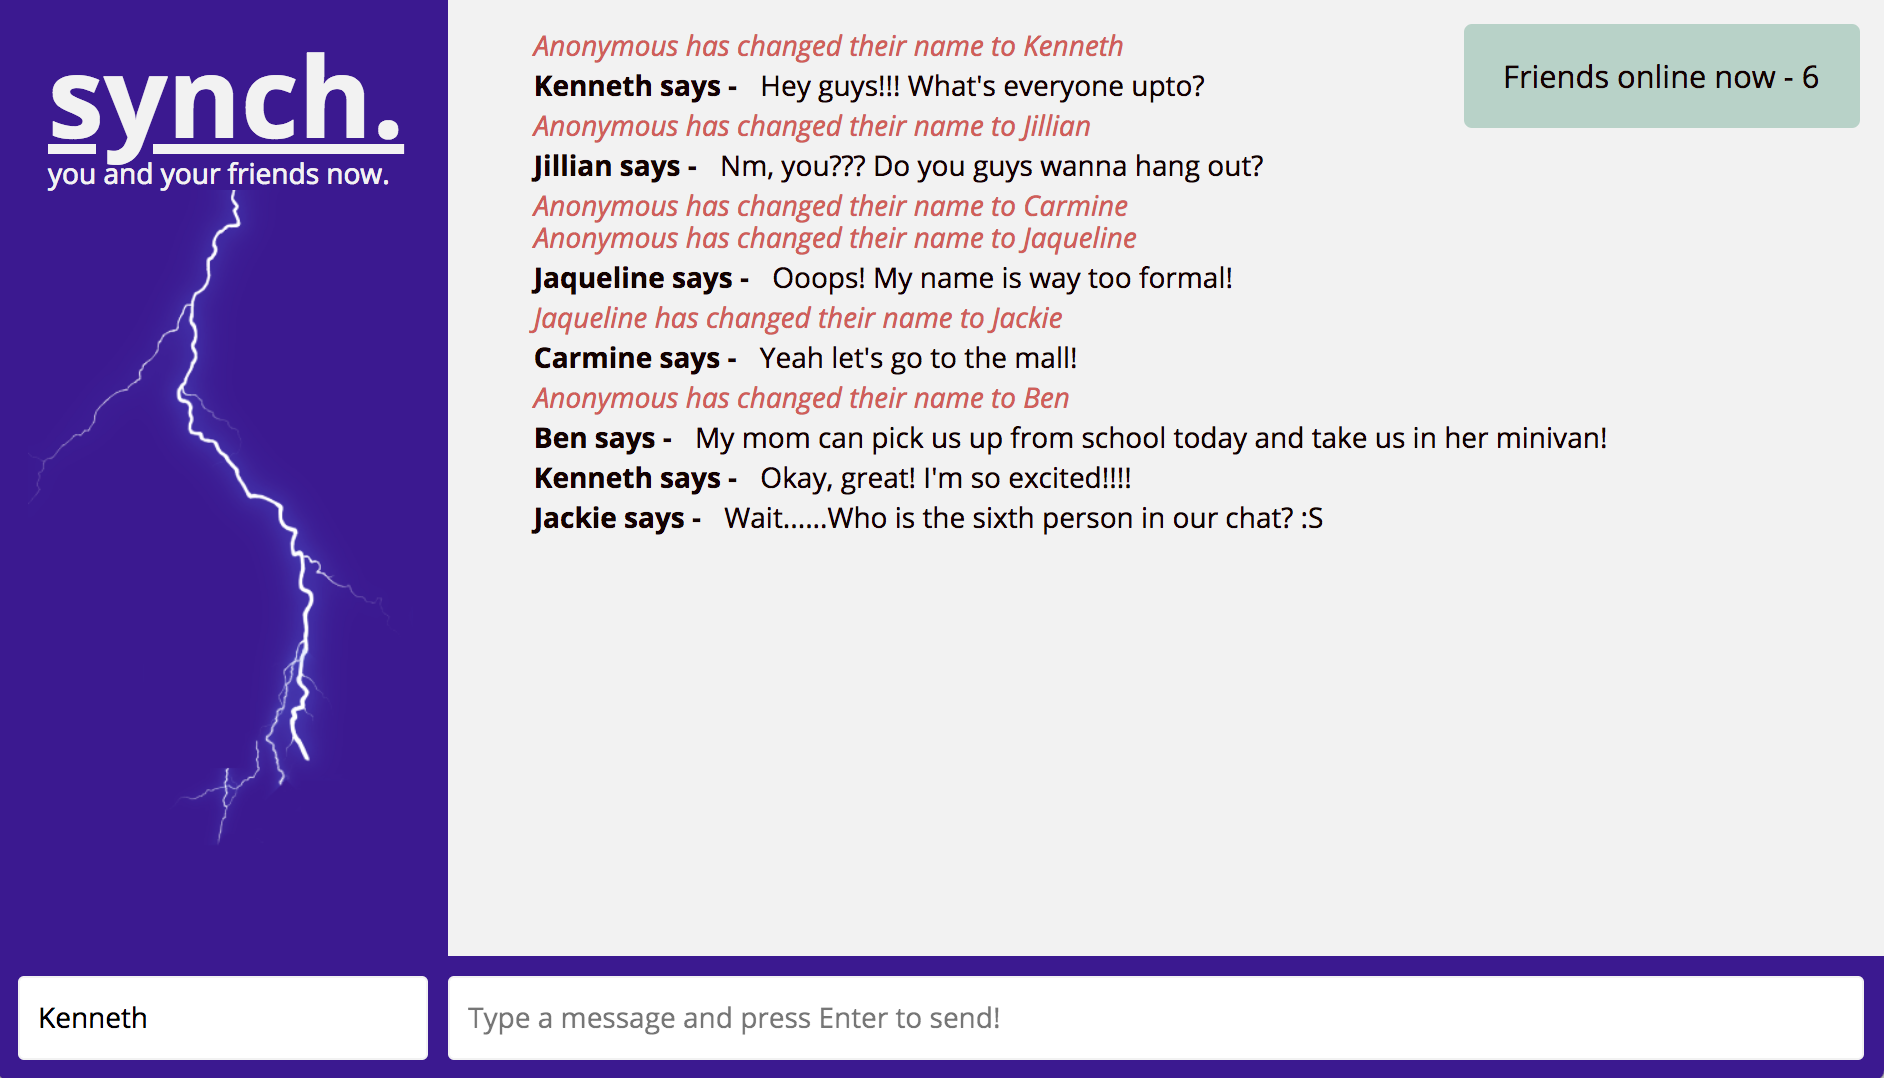 synch.
you and your friends now.
Anonymous has changed their name to Kenneth
Kenneth says - Hey guys!!! What's everyone upto?
Anonymous has changed their name to Jillian
Jillian says - Nm, you??? Do you guys wanna hang out?
Anonymous has changed their name to Carmine
Anonymous has changed their name to Jaqueline
Jaqueline says - Ooops! My name is way too formal!
Jaqueline has changed their name to Jackie
Carmine says - Yeah let's go to the mall!
Anonymous has changed their name to Ben
Ben says - My mom can pick us up from school today and take us in her minivan!
Kenneth says - Okay, great! I'm so excited!!!!
Jackie says - Wait......Who is the sixth person in our chat? :S
Friends online now - 6
Kenneth
Type a message and press Enter to send!